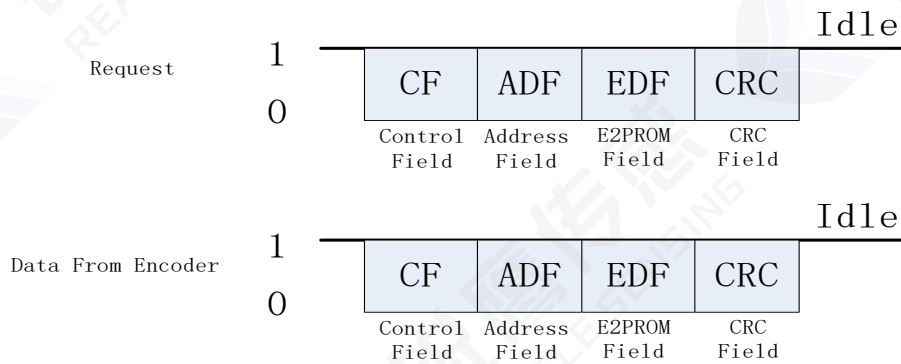 Idle
Request
1
0
CF ADF EDF CRC
Control Address E2PROM CRC
Field Field Field Field
Idle
Data From Encoder
1
0
CF ADF EDF CRC
Control Address E2PROM CRC
Field Field Field Field